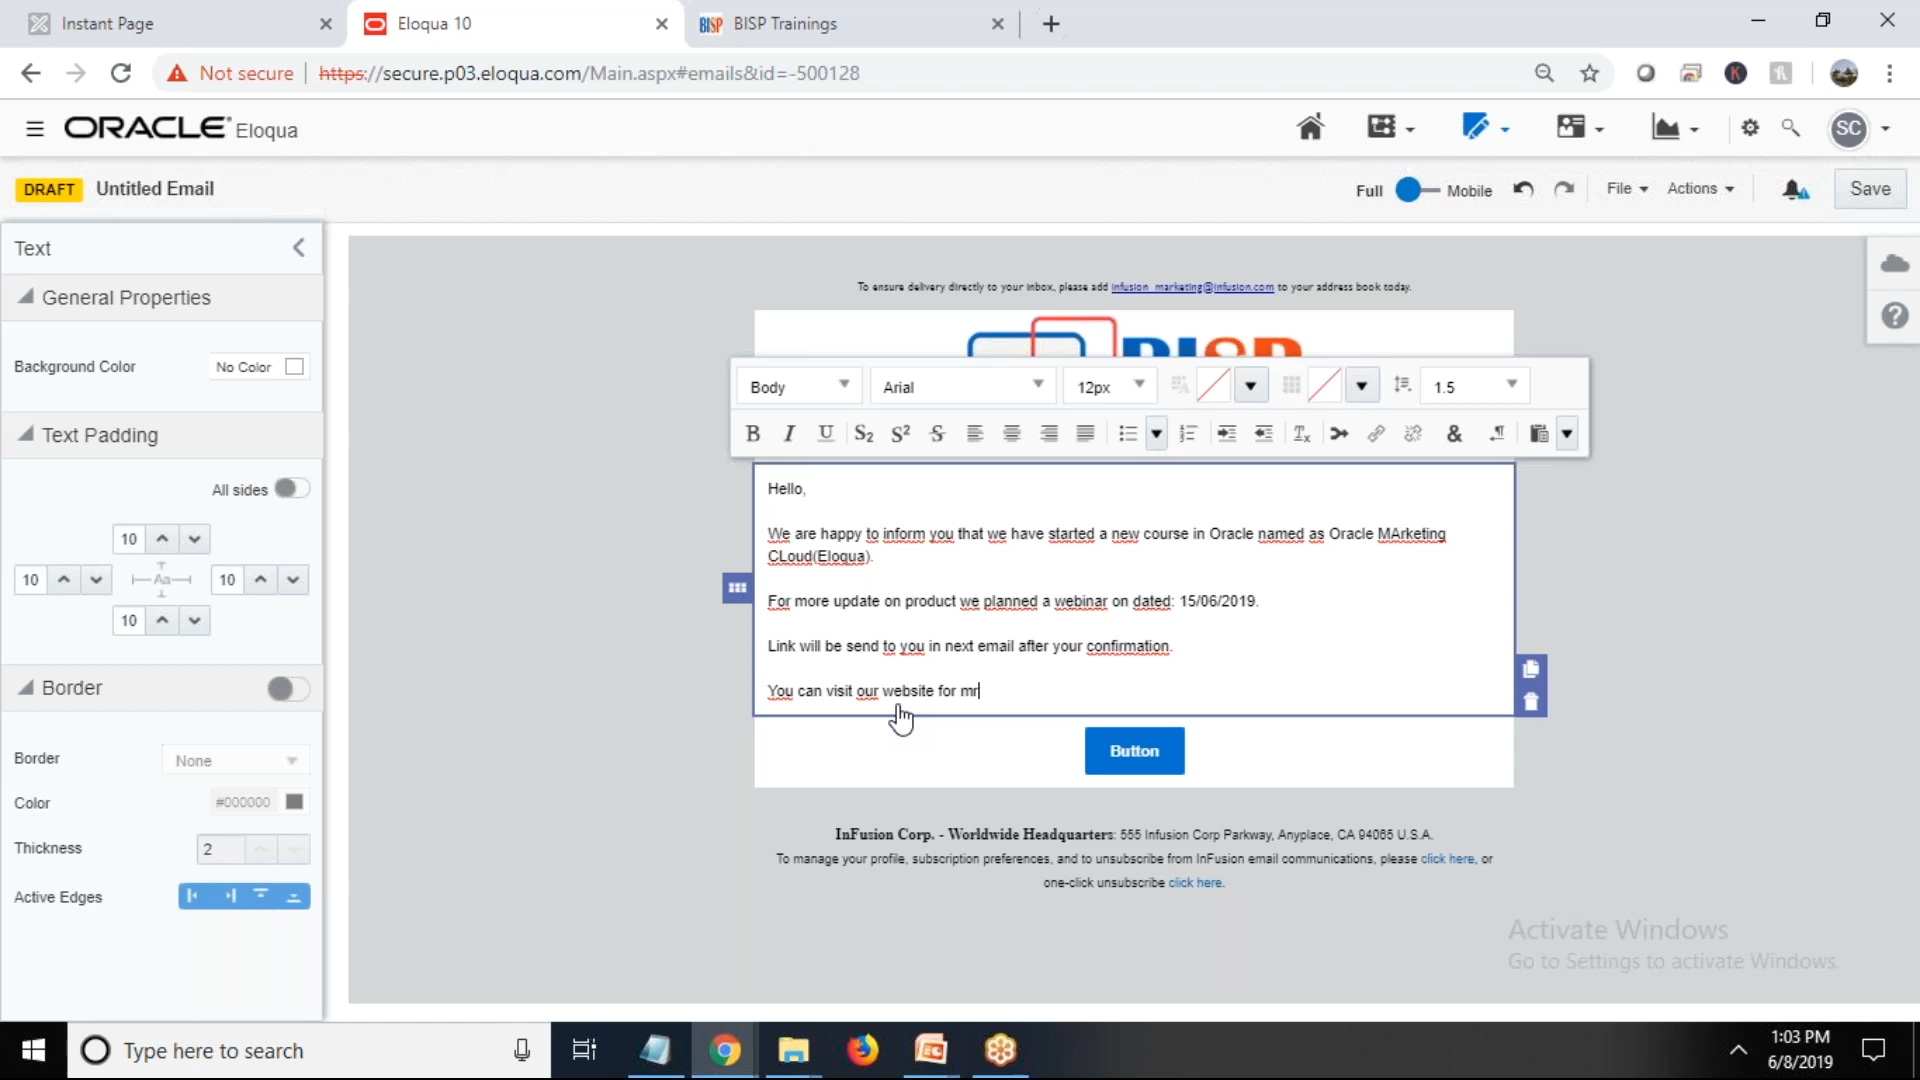 Instant Page
Eloqua 10
BISP BISP Trainings
Not secure https://secure.p03.eloqua.com/Main.aspx#emails&id=-500128
K
ORACLE Eloqua
SC
DRAFT Untitled Email
Full Mobile File Actions Save
Text
General Properties
Background Color No Color
Text Padding
All sides
10
10 Aa 10
10
Border
Border None
Color #000000
Thickness 2
Active Edges
To ensure delivery directly to your inbox, please add infusion_marketing@infusion.com to your address book today.
BISP
Body Arial 12px 1.5
B I U S2 S2 S Tx &
Hello,
We are happy to inform you that we have started a new course in Oracle named as Oracle MArketing
CLoud(Eloqua).
For more update on product we planned a webinar on dated: 15/06/2019.
Link will be send to you in next email after your confirmation.
You can visit our website for mr
Button
InFusion Corp. - Worldwide Headquarters: 555 Infusion Corp Parkway, Anyplace, CA 94065 U.S.A.
To manage your profile, subscription preferences, and to unsubscribe from InFusion email communications, please click here, or
one-click unsubscribe click here.
Activate Windows
Go to Settings to activate Windows.
Type here to search
1:03 PM
6/8/2019